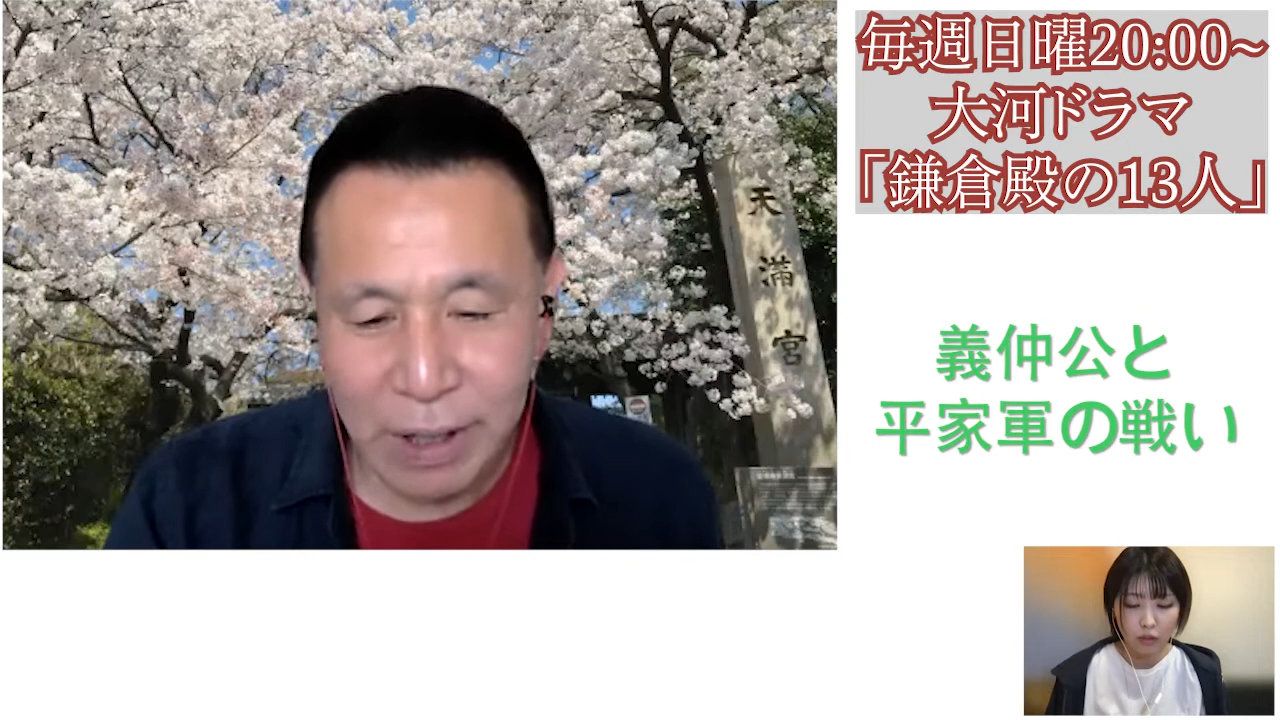 毎週日曜20:00~
大河ドラマ
「鎌倉殿の13人」
天満宮
義仲公と
平家軍の戦い